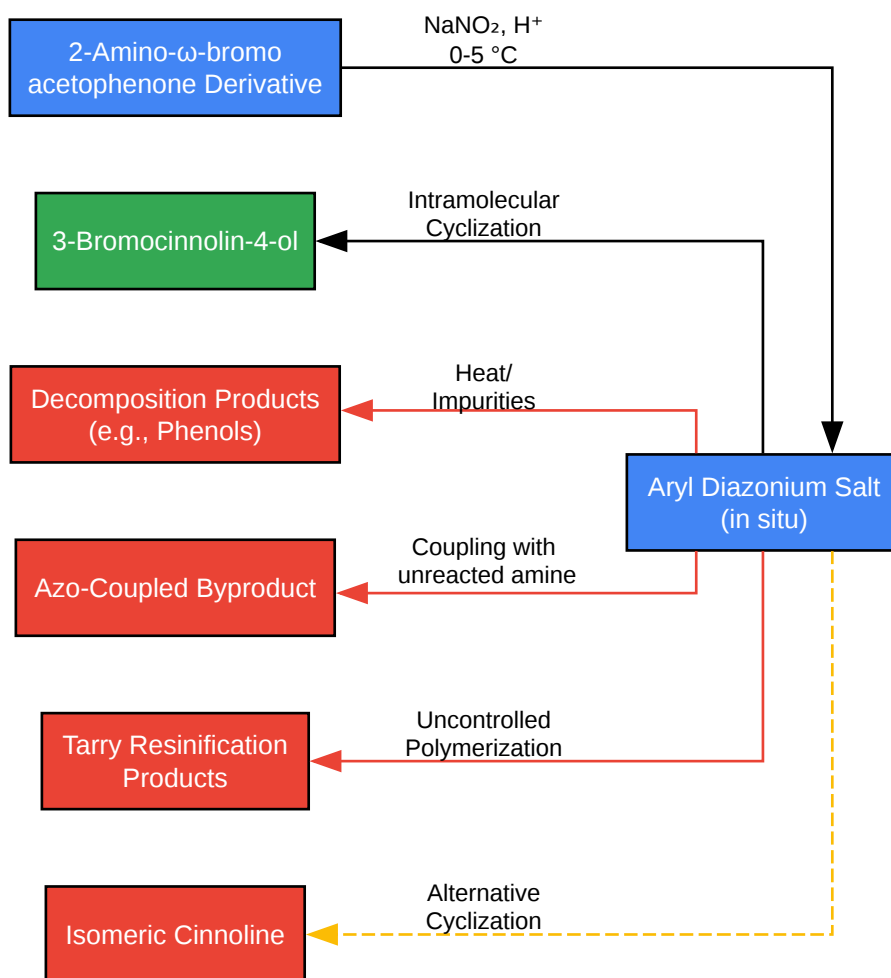 NaNO₂, H⁺
0-5 °C
2-Amino-ω-bromo
acetophenone Derivative
Intramolecular
Cyclization
3-Bromocinnolin-4-ol
Heat/
Impurities
Decomposition Products
(e.g., Phenols)
Aryl Diazonium Salt
(in situ)
Coupling with
unreacted amine
Azo-Coupled Byproduct
Uncontrolled
Polymerization
Tarry Resinification
Products
Alternative
Cyclization
Isomeric Cinnoline